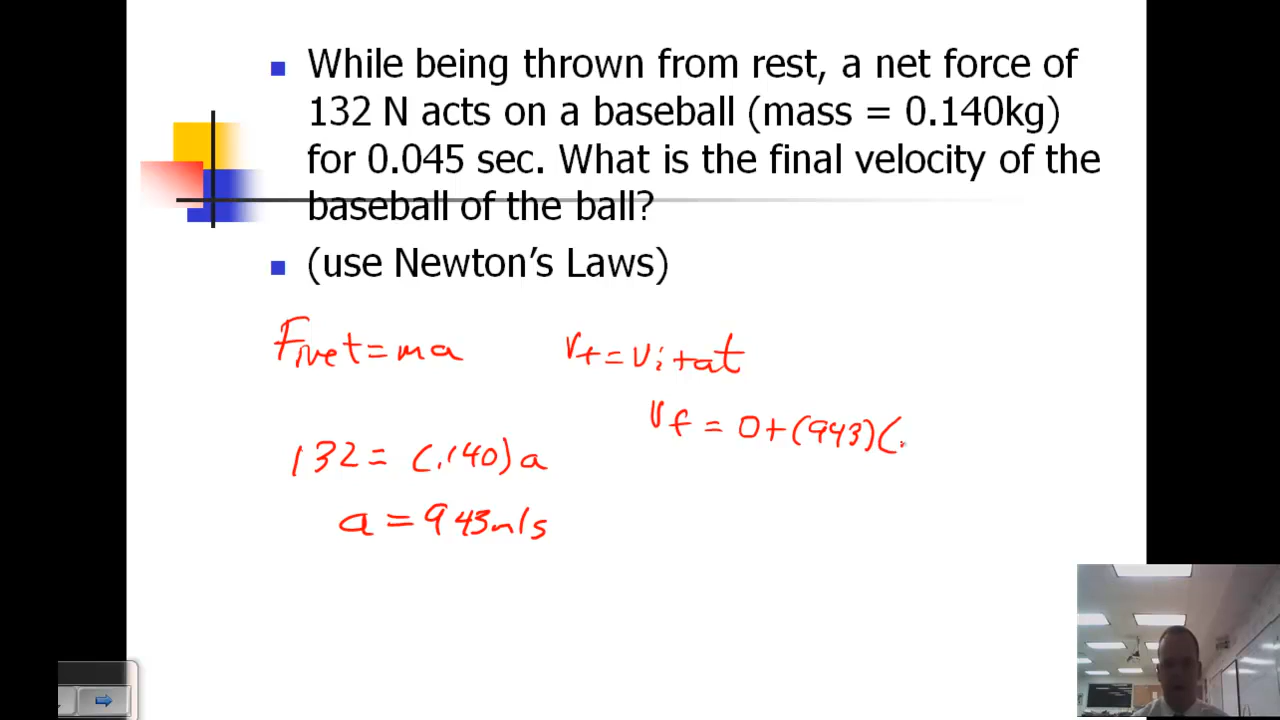 While being thrown from rest, a net force of
132 N acts on a baseball (mass = 0.140kg)
for 0.045 sec. What is the final velocity of the
baseball of the ball?
(use Newton's Laws)
Fnet = ma
vf = vi + at
vf = 0 + (943)(.
132 = (.140) a
a = 943 m/s